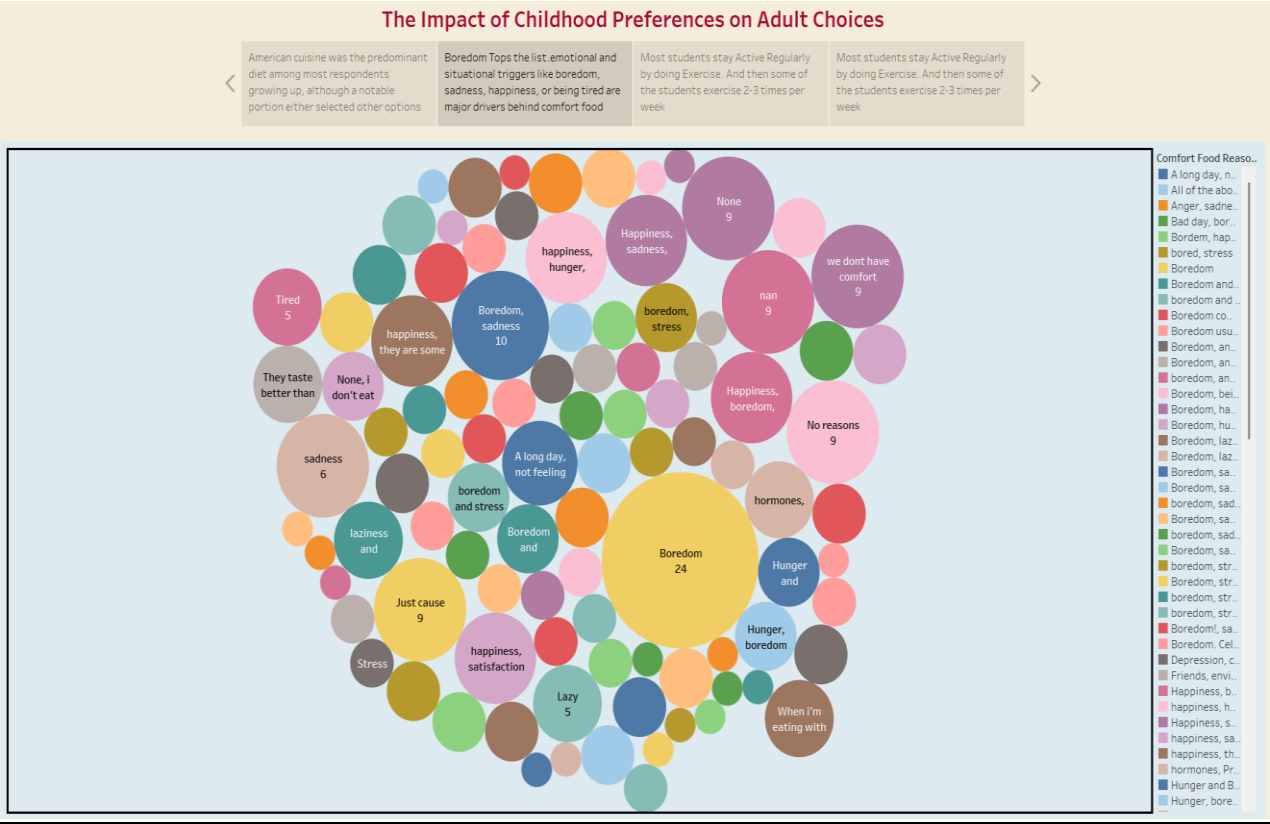 The Impact of Childhood Preferences on Adult Choices
American cuisine was the predominant
diet among most respondents
growing up, although a notable
portion either selected other options
Boredom Tops the list.emotional and
situational triggers like boredom,
sadness, happiness, or being tired are
major drivers behind comfort food
Most students stay Active Regularly
by doing Exercise. And then some of
the students exercise 2-3 times per
week
Most students stay Active Regularly
by doing Exercise. And then some of
the students exercise 2-3 times per
week
None
9
Happiness,
sadness,
happiness,
hunger,
we dont have
comfort
9
nan
9
Tired
5
Boredom,
sadness
10
boredom,
stress
happiness,
they are some
They taste
better than
None, i
don't eat
Happiness,
boredom,
No reasons
9
sadness
6
A long day,
not feeling
boredom
and stress
hormones,
laziness
and
Boredom
and
Boredom
24
Hunger
and
Just cause
9
Hunger,
boredom
happiness,
satisfaction
Stress
Lazy
5
When i'm
eating with
Comfort Food Reaso..
A long day, n..
All of the abo..
Anger, sadne..
Bad day, bor..
Bordem, hap..
bored, stress
Boredom
Boredom and..
boredom and ..
Boredom co..
Boredom usu..
Boredom, an..
Boredom, an..
boredom, an..
Boredom, bei..
Boredom, ha..
Boredom, hu..
Boredom, laz..
Boredom, laz..
Boredom, sa..
Boredom, sa..
boredom, sad..
Boredom, sa..
boredom, sad..
Boredom, sa..
boredom, str..
Boredom, str..
boredom, str..
boredom, str..
Boredom!, sa..
Boredom. Cel..
Depression, c..
Friends, envi..
Happiness, b..
happiness, h..
Happiness, s..
happiness, sa..
happiness, th..
hormones, Pr..
Hunger and B..
Hunger, bore..